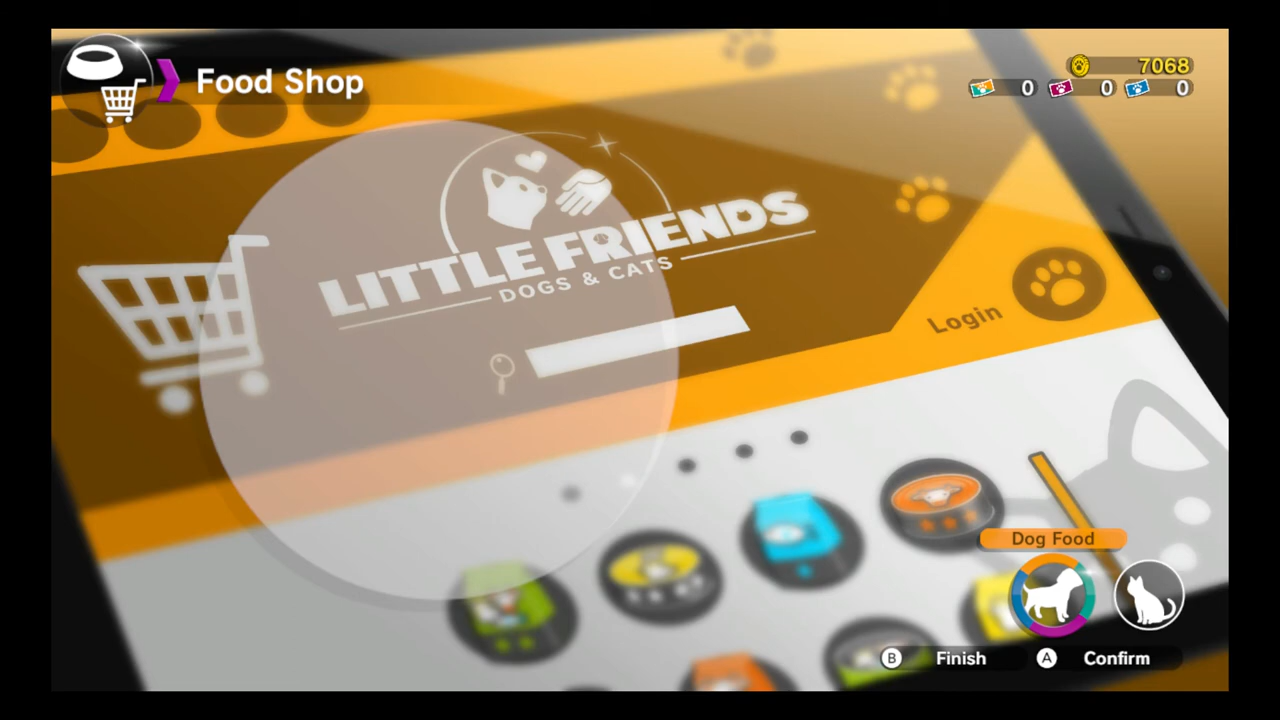 Food Shop
7068
0 0 0
LITTLE FRIENDS
DOGS & CATS
Login
Dog Food
B Finish A Confirm